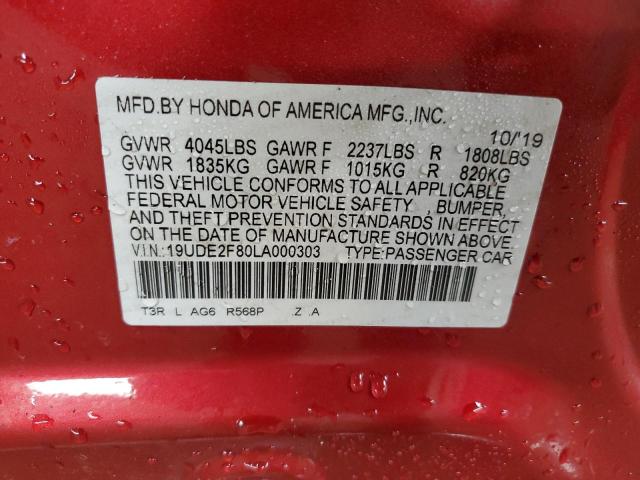 MFD.BY HONDA OF AMERICA MFG.,INC.
10/'19
GVWR 4045LBS GAWR F 2237LBS R 1808LBS
GVWR 1835KG GAWR F 1015KG R 820KG
THIS VEHICLE CONFORMS TO ALL APPLICABLE
FEDERAL MOTOR VEHICLE SAFETY , BUMPER,
AND THEFT PREVENTION STANDARDS IN EFFECT
ON THE DATE OF MANUFACTURE SHOWN ABOVE.
V.I.N.:19UDE2F80LA000303 TYPE:PASSENGER CAR
T3R L AG6 R568P .Z .A